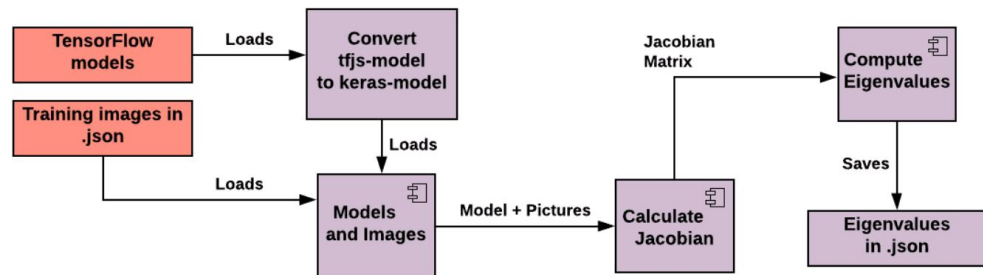 TensorFlow
models
Loads
Convert
tfjs-model
to keras-model
Training images in
.json
Loads
Loads
Models
and Images
Model + Pictures
Calculate
Jacobian
Jacobian
Matrix
Compute
Eigenvalues
Saves
Eigenvalues
in .json